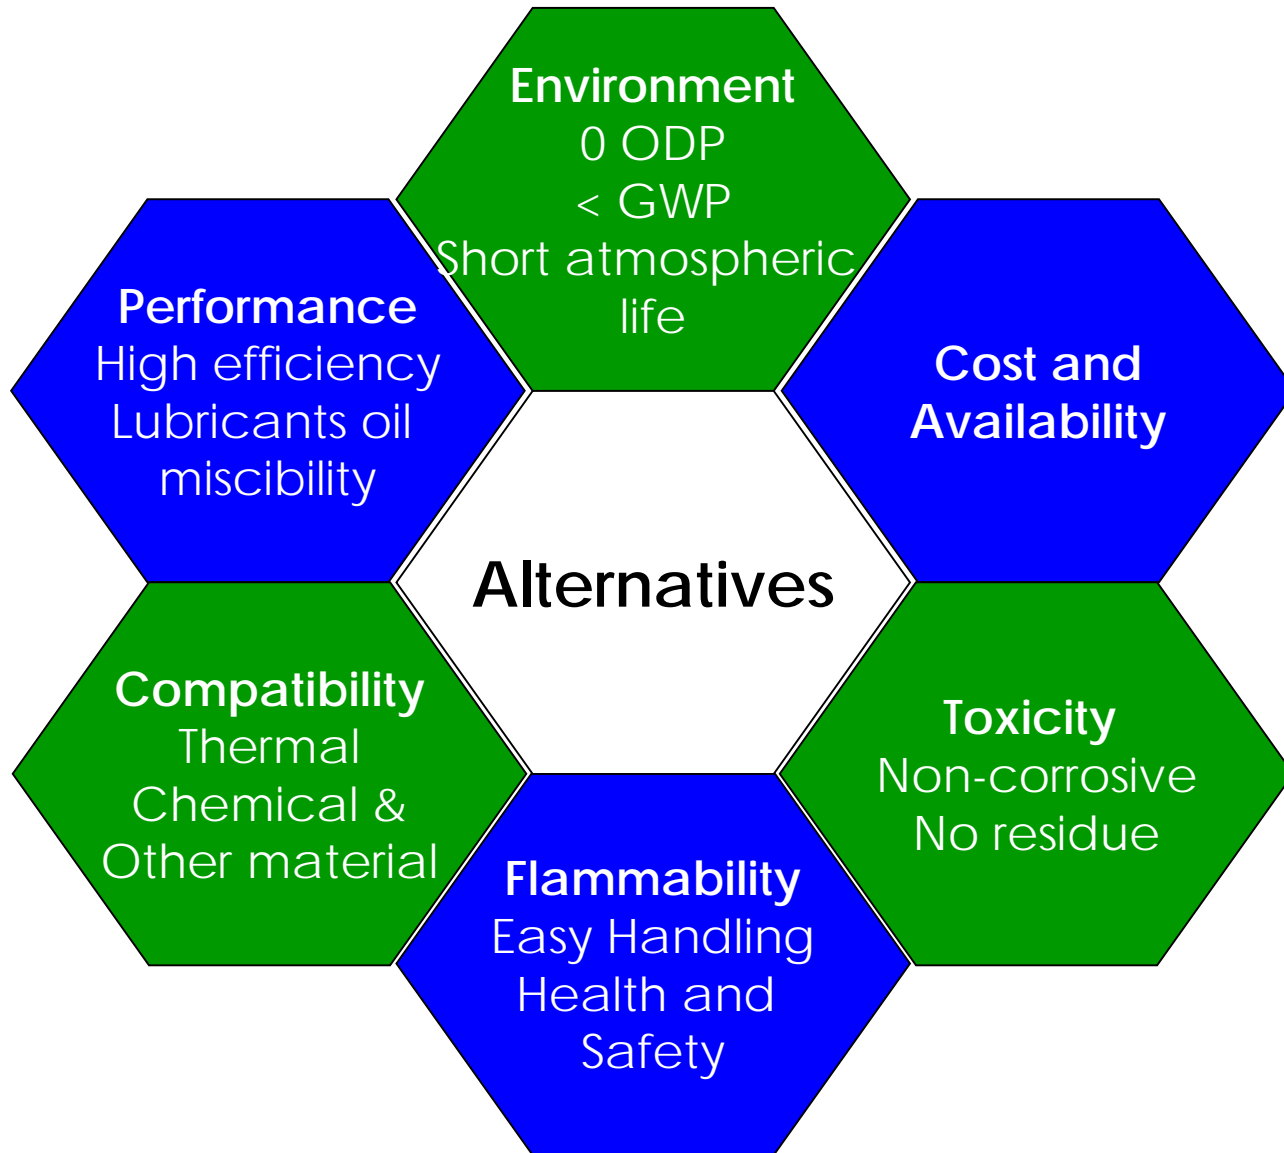 Environment
0 ODP
< GWP
Short atmospheric
life
Performance
High efficiency
Lubricants oil
miscibility
Cost and
Availability
Alternatives
Compatibility
Thermal
Chemical &
Other material
Toxicity
Non-corrosive
No residue
Flammability
Easy Handling
Health and
Safety